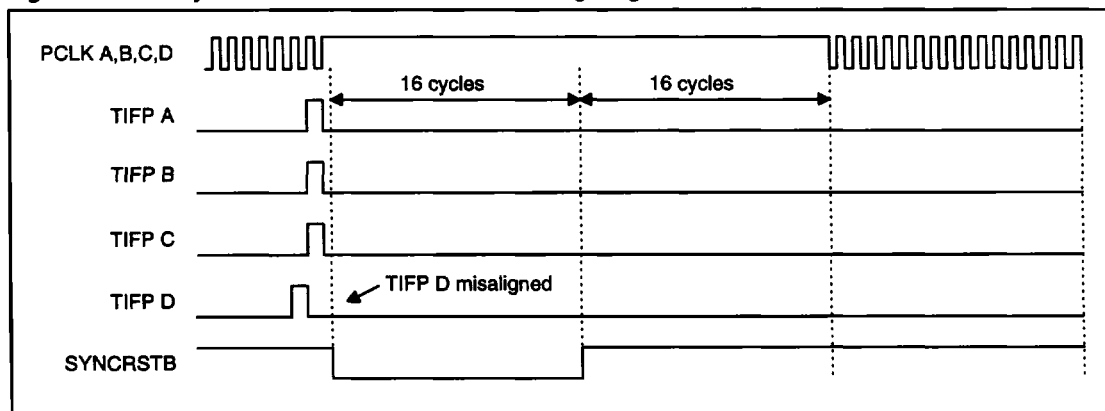 PCLK A,B,C,D
16 cycles 16 cycles
TIFP A
TIFP B
TIFP C
TIFP D
TIFP D misaligned
SYNCRSTB